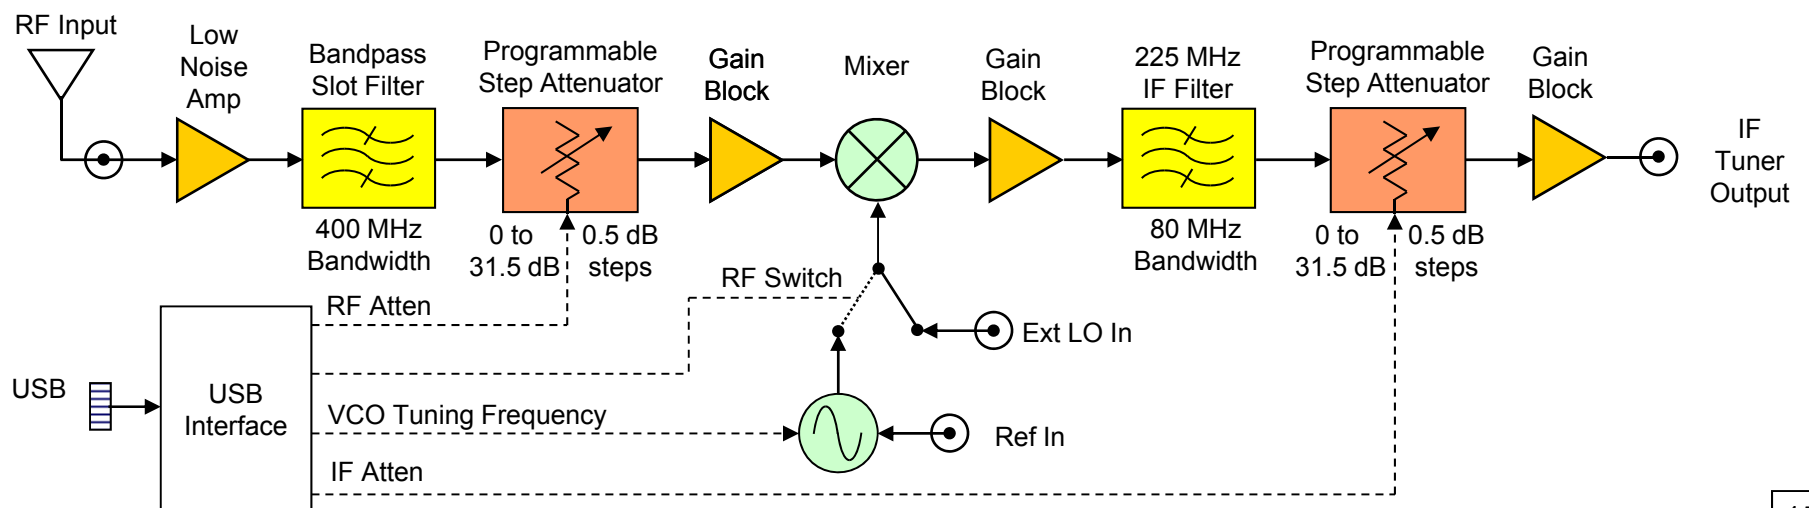 RF Input
Low
Noise
Amp
Bandpass
Slot Filter
Programmable
Step Attenuator
Gain
Block
Mixer
Gain
Block
225 MHz
IF Filter
Programmable
Step Attenuator
Gain
Block
IF
Tuner
Output
400 MHz
Bandwidth
0 to
31.5 dB
0.5 dB
steps
80 MHz
Bandwidth
0 to
31.5 dB
0.5 dB
steps
RF Atten
RF Switch
Ext LO In
USB
USB
Interface
VCO Tuning Frequency
Ref In
IF Atten